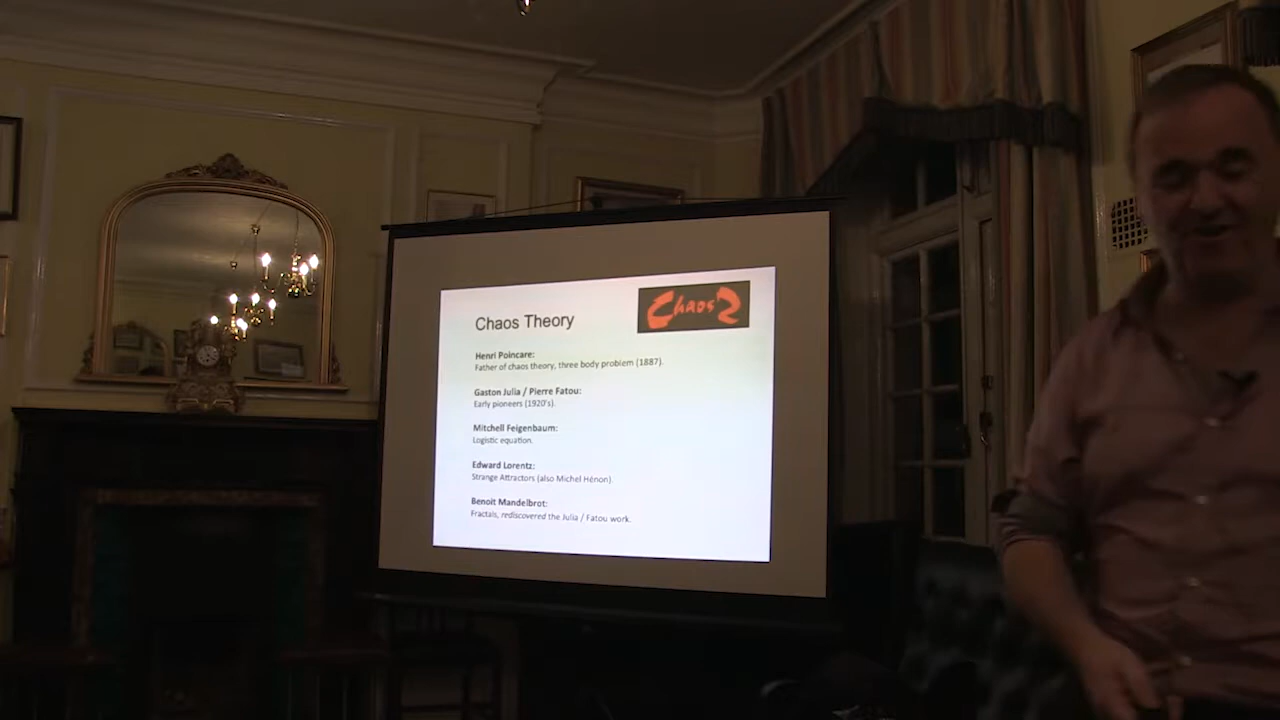 Chaos
Chaos Theory
Henri Poincare:
Father of chaos theory, three body problem (1887).
Gaston Julia / Pierre Fatou:
Early pioneers (1920's).
Mitchell Feigenbaum:
Logistic equation.
Edward Lorentz:
Strange Attractors (also Michel Hénon).
Benoit Mandelbrot:
Fractals, rediscovered the Julia / Fatou work.